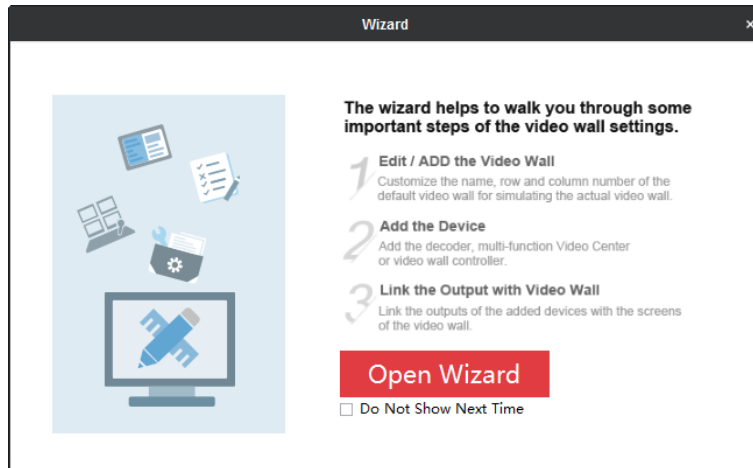 Wizard
×
The wizard helps to walk you through some
important steps of the video wall settings.
1
Edit / ADD the Video Wall
Customize the name, row and column number of the
default video wall for simulating the actual video wall.
2
Add the Device
Add the decoder, multi-function Video Center
or video wall controller.
3
Link the Output with Video Wall
Link the outputs of the added devices with the screens
of the video wall.
Open Wizard
Do Not Show Next Time